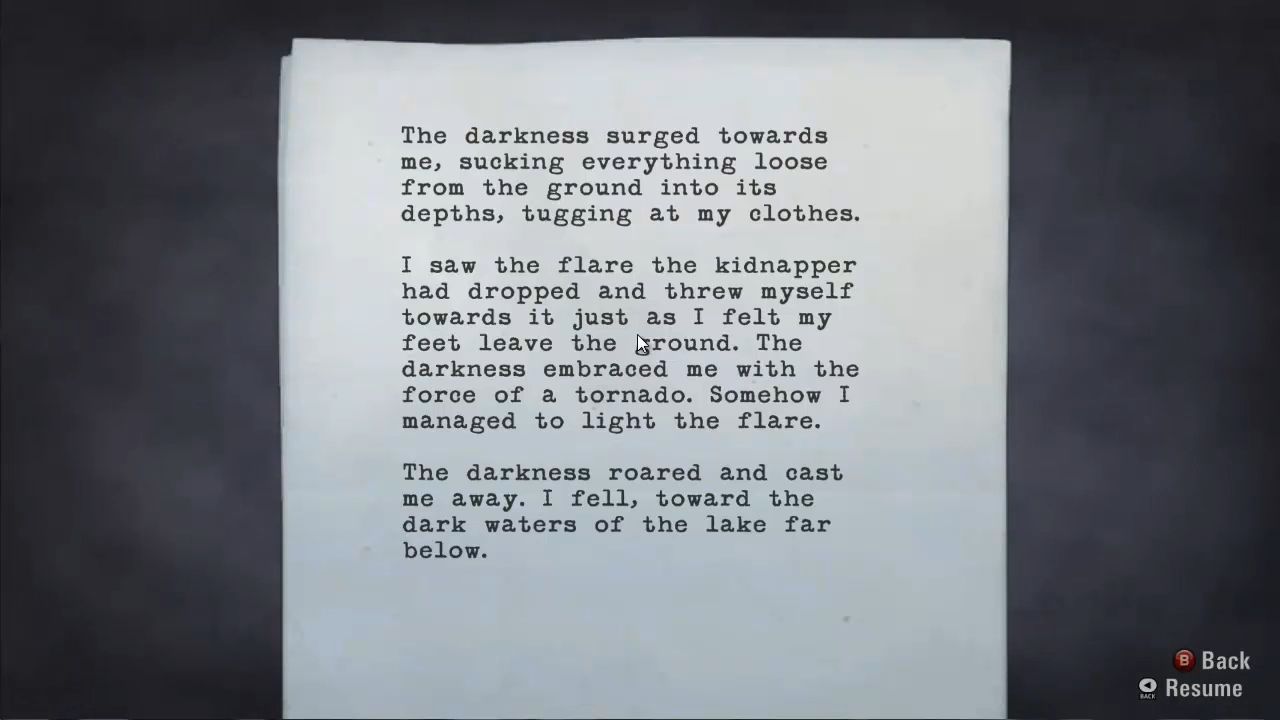 The darkness surged towards
me, sucking everything loose
from the ground into its
depths, tugging at my clothes.
I saw the flare the kidnapper
had dropped and threw myself
towards it just as I felt my
feet leave the ground. The
darkness embraced me with the
force of a tornado. Somehow I
managed to light the flare.
The darkness roared and cast
me away. I fell, toward the
dark waters of the lake far
below.
B Back
BACK Resume